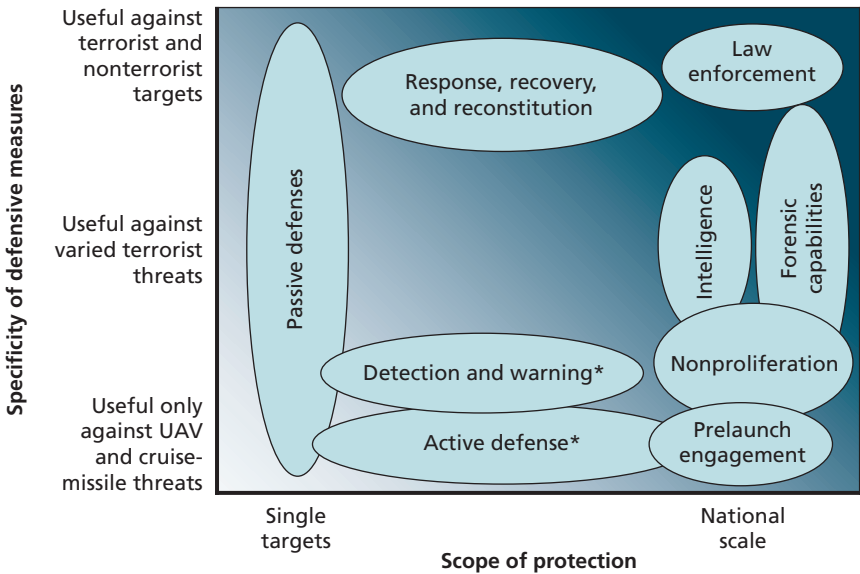 Specificity of defensive measures
Useful against
terrorist and
nonterrorist
targets
Useful against
varied terrorist
threats
Useful only
against UAV
and cruise-
missile threats
Passive defenses
Response, recovery,
and reconstitution
Law
enforcement
Intelligence
Forensic
capabilities
Detection and warning*
Nonproliferation
Active defense*
Prelaunch
engagement
Single
targets
National
scale
Scope of protection